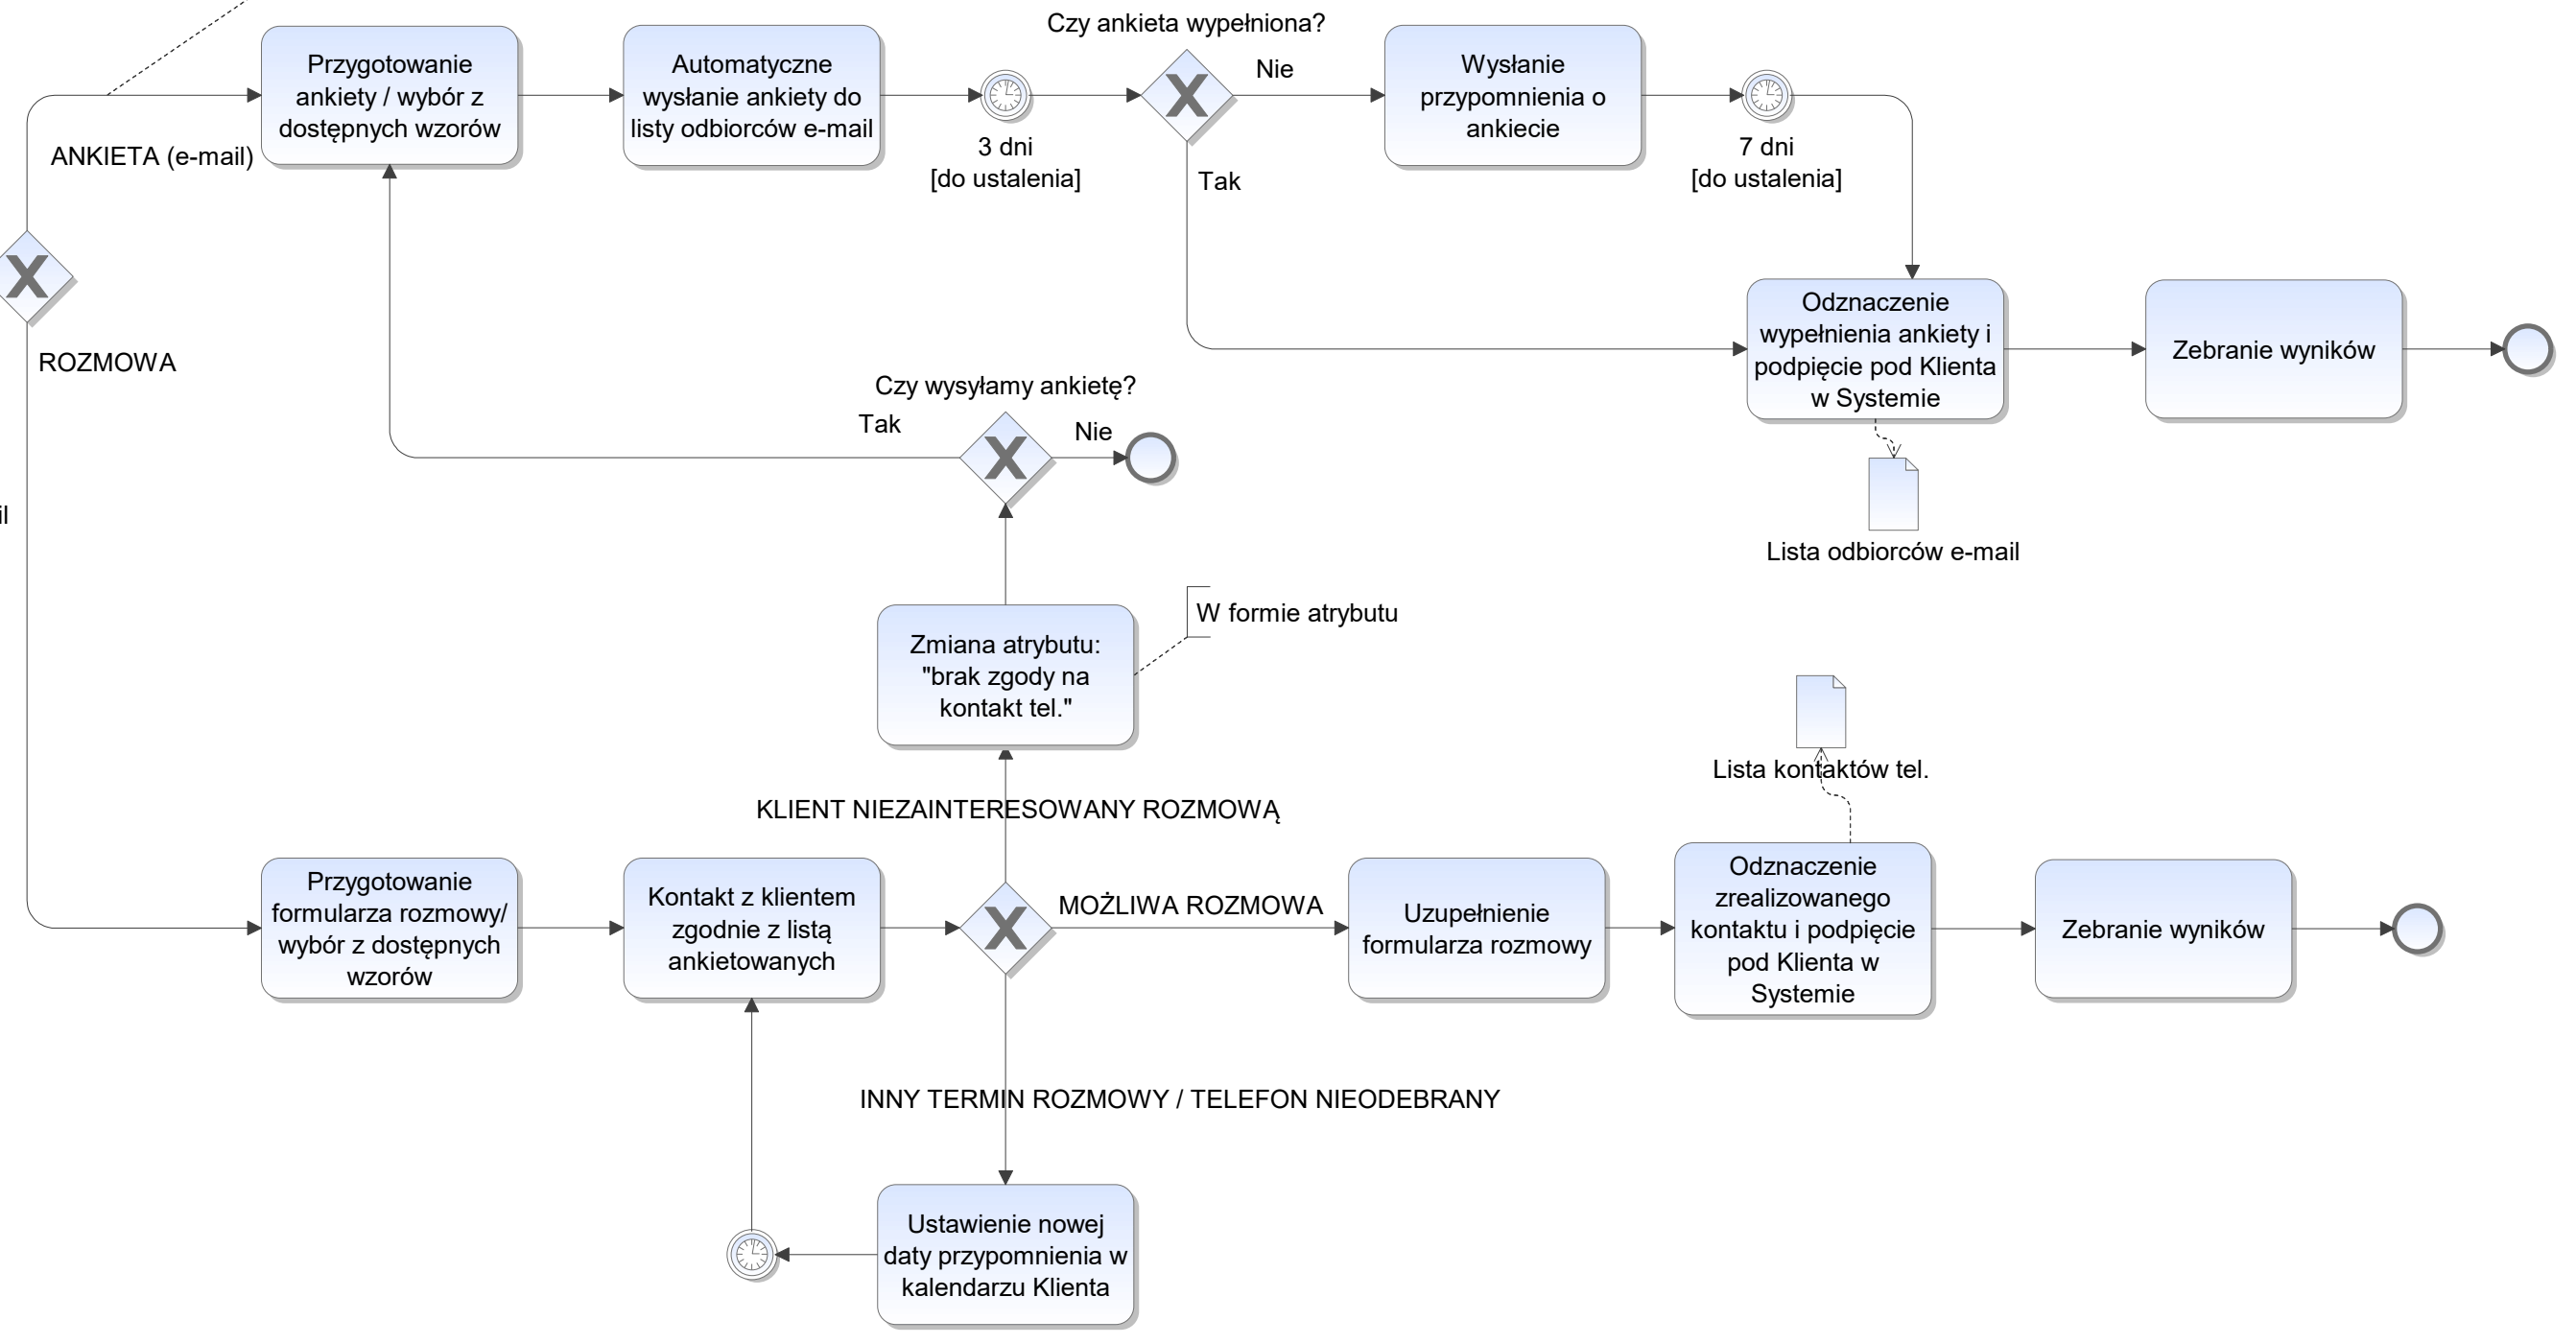 Czy ankieta wypełniona?
Przygotowanie
ankiety / wybór z
dostępnych wzorów
Automatyczne
wysłanie ankiety do
listy odbiorców e-mail
Nie
Wysłanie
przypomnienia o
ankiecie
ANKIETA (e-mail)
3 dni
[do ustalenia]
Tak
7 dni
[do ustalenia]
ROZMOWA
Odznaczenie
wypełnienia ankiety i
podpięcie pod Klienta
w Systemie
Zebranie wyników
Czy wysyłamy ankietę?
Tak
Nie
il
Lista odbiorców e-mail
W formie atrybutu
Zmiana atrybutu:
"brak zgody na
kontakt tel."
Lista kontaktów tel.
KLIENT NIEZAINTERESOWANY ROZMOWĄ
Przygotowanie
formularza rozmowy/
wybór z dostępnych
wzorów
Kontakt z klientem
zgodnie z listą
ankietowanych
MOŻLIWA ROZMOWA
Uzupełnienie
formularza rozmowy
Odznaczenie
zrealizowanego
kontaktu i podpięcie
pod Klienta w
Systemie
Zebranie wyników
INNY TERMIN ROZMOWY / TELEFON NIEODEBRANY
Ustawienie nowej
daty przypomnienia w
kalendarzu Klienta